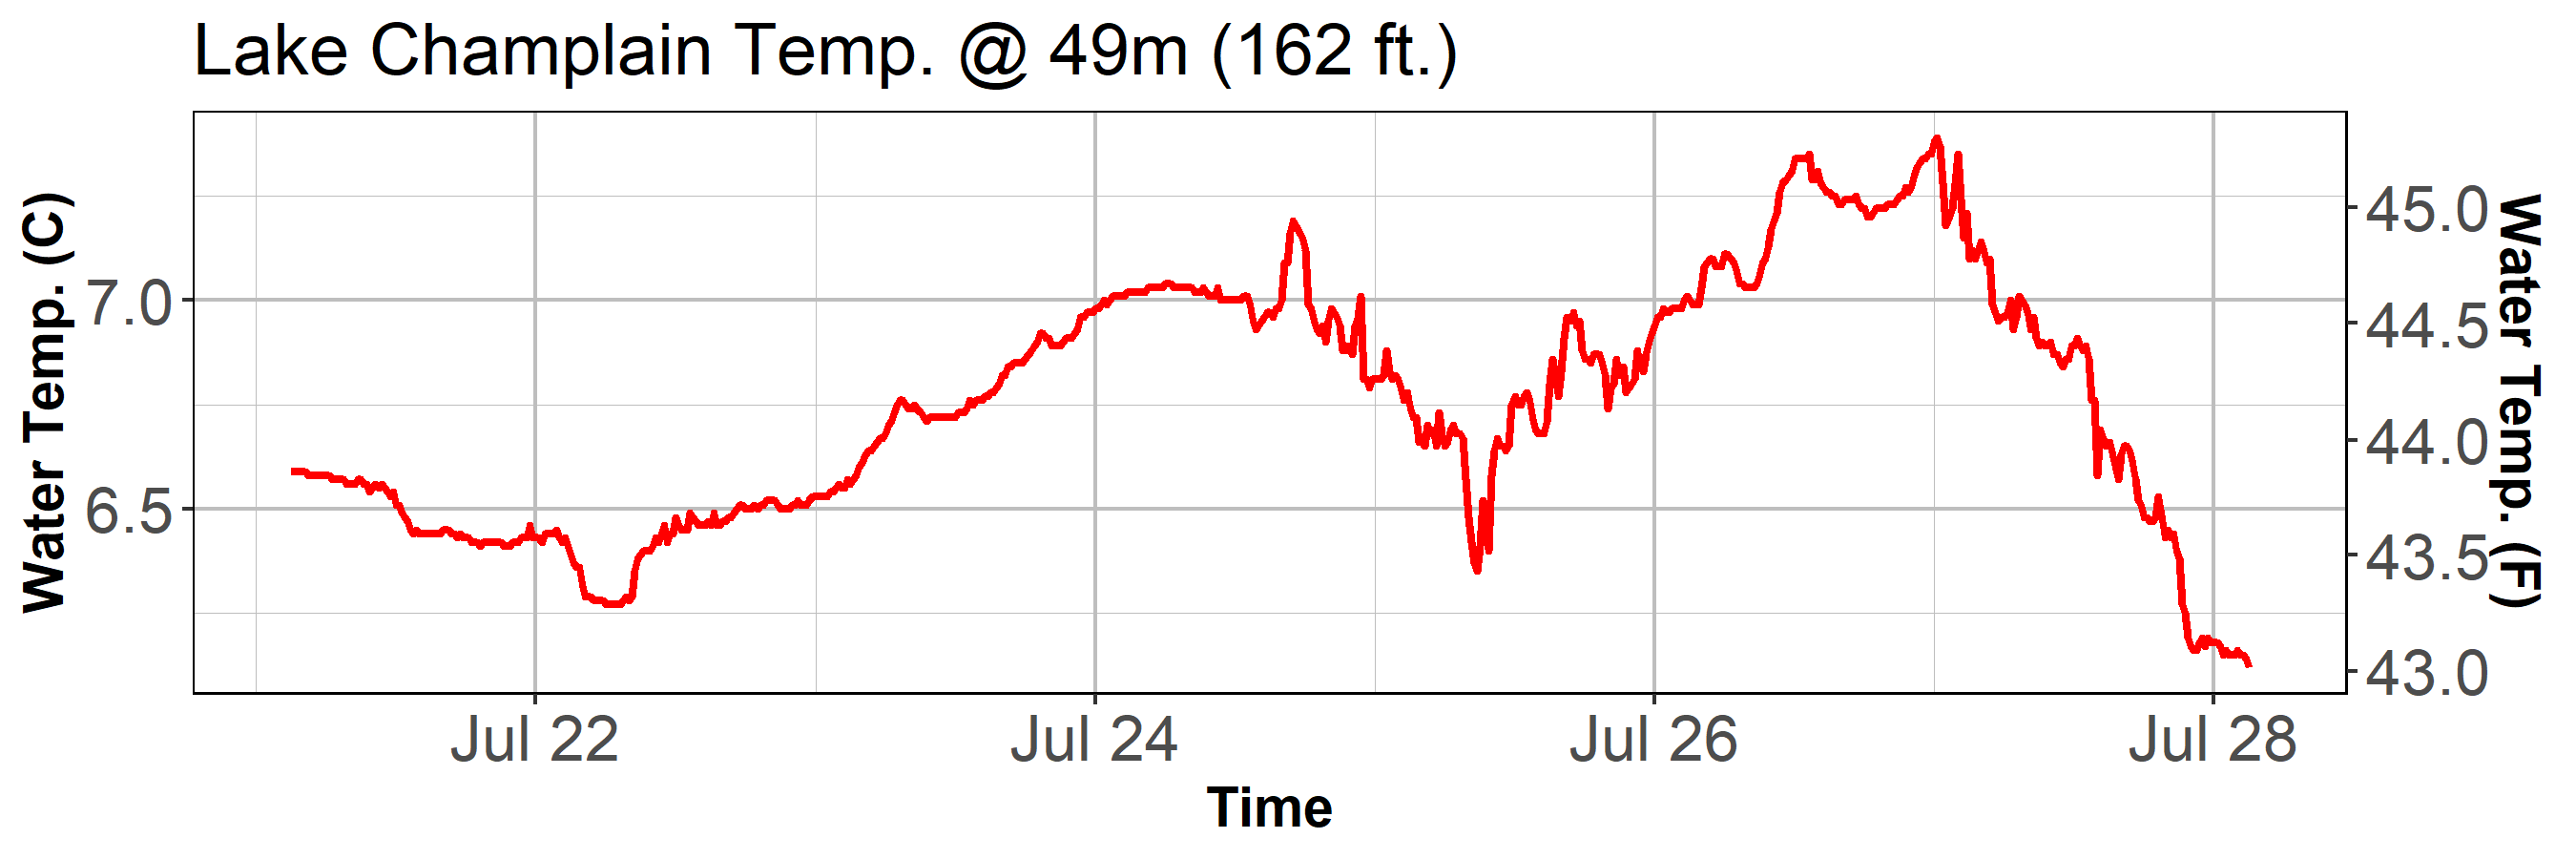 Lake Champlain Temp. @ 49m (162 ft.)
Water Temp. (C)
7.0
6.5
45.0
44.5
44.0
43.5
43.0
Water Temp. (F)
Jul 22
Jul 24
Jul 26
Jul 28
Time